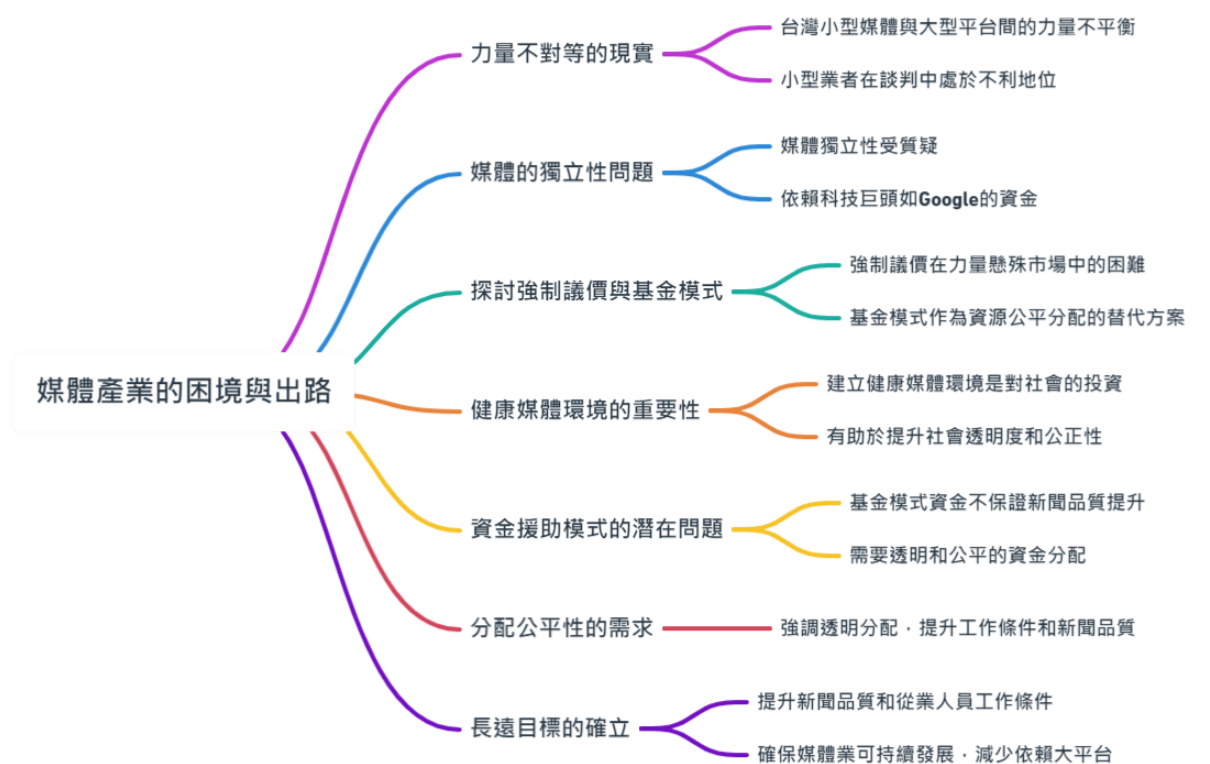 媒體產業的困境與出路
力量不對等的現實
台灣小型媒體與大型平台間的力量不平衡
小型業者在談判中處於不利地位
媒體的獨立性問題
媒體獨立性受質疑
依賴科技巨頭如Google的資金
探討強制議價與基金模式
強制議價在力量懸殊市場中的困難
基金模式作為資源公平分配的替代方案
健康媒體環境的重要性
建立健康媒體環境是對社會的投資
有助於提升社會透明度和公正性
資金援助模式的潛在問題
基金模式資金不保證新聞品質提升
需要透明和公平的資金分配
分配公平性的需求
強調透明分配，提升工作條件和新聞品質
長遠目標的確立
提升新聞品質和從業人員工作條件
確保媒體業可持續發展，減少依賴大平台